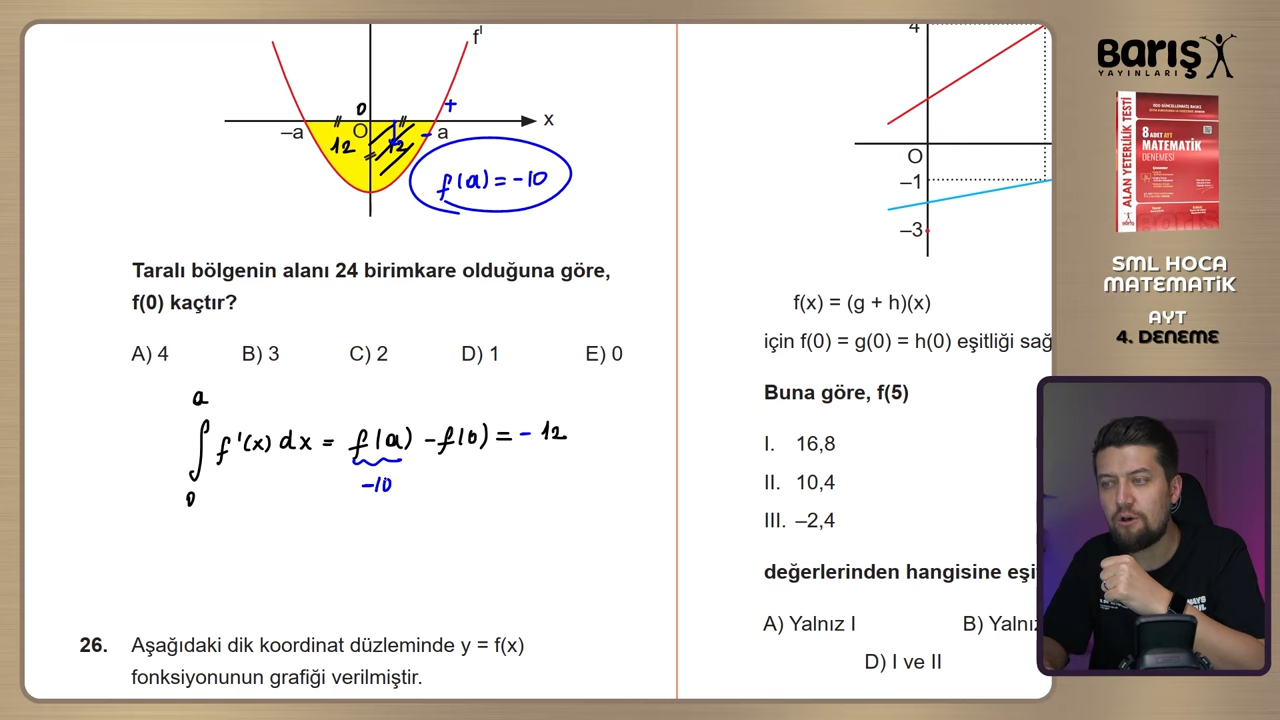 f'
0
x
–a
O
a
+
–
12
12
f(a) = -10
Taralı bölgenin alanı 24 birimkare olduğuna göre,
f(0) kaçtır?
A) 4 B) 3 C) 2 D) 1 E) 0
a
∫ f'(x) dx = f(a) - f(0) = - 12
0
-10
26. Aşağıdaki dik koordinat düzleminde y = f(x)
fonksiyonunun grafiği verilmiştir.
4
O
–1
–3
f(x) = (g + h)(x)
için f(0) = g(0) = h(0) eşitliği sağ
Buna göre, f(5)
I. 16,8
II. 10,4
III. –2,4
değerlerinden hangisine eşi
A) Yalnız I B) Yalnız
D) I ve II
BARIŞ
YAYINLARI
ALAN YETERLİLİK TESTİ
8 ADET AYT
MATEMATİK
DENEMESİ
Barış
SML HOCA
MATEMATİK
AYT
4. DENEME